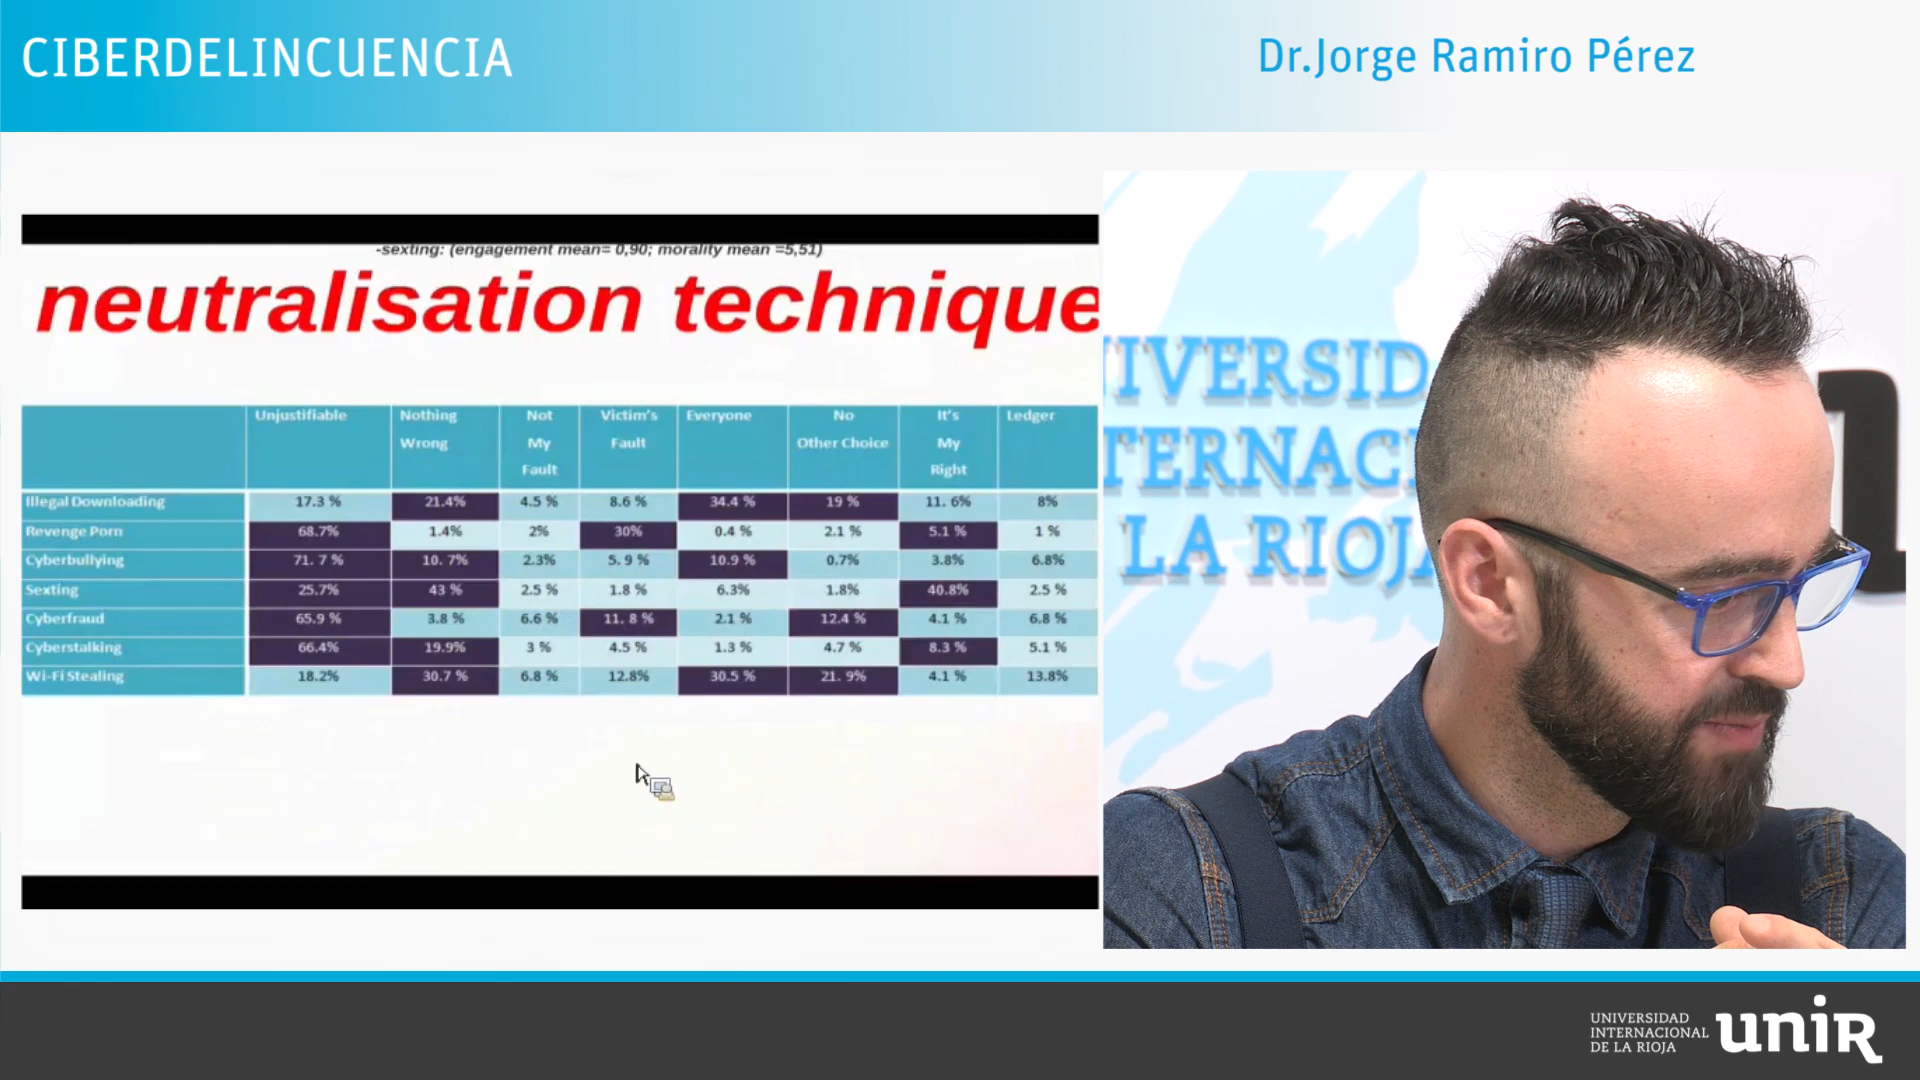 CIBERDELINCUENCIA
Dr.Jorge Ramiro Pérez
-sexting: (engagement mean= 0,90; morality mean =5,51)
neutralisation technique
Unjustifiable Nothing Wrong Not My Fault Victim's Fault Everyone No Other Choice It's My Right Ledger
Illegal Downloading 17.3 % 21.4% 4.5 % 8.6 % 34.4 % 19 % 11. 6% 8%
Revenge Porn 68.7% 1.4% 2% 30% 0.4 % 2.1 % 5.1 % 1 %
Cyberbullying 71. 7 % 10. 7% 2.3% 5. 9 % 10.9 % 0.7% 3.8% 6.8%
Sexting 25.7% 43 % 2.5 % 1.8 % 6.3% 1.8% 40.8% 2.5 %
Cyberfraud 65.9 % 3.8 % 6.6 % 11. 8 % 2.1 % 12.4 % 4.1 % 6.8 %
Cyberstalking 66.4% 19.9% 3 % 4.5 % 1.3 % 4.7 % 8.3 % 5.1 %
Wi-Fi Stealing 18.2% 30.7 % 6.8 % 12.8% 30.5 % 21. 9% 4.1 % 13.8%
IVERSID
TERNAC
LA RIOJA
UNIVERSIDAD
INTERNACIONAL
DE LA RIOJA
uniR